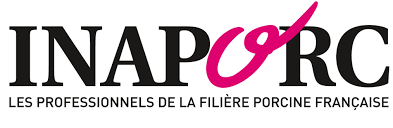 INAPORC
LES PROFESSIONNELS DE LA FILIÈRE PORCINE FRANÇAISE